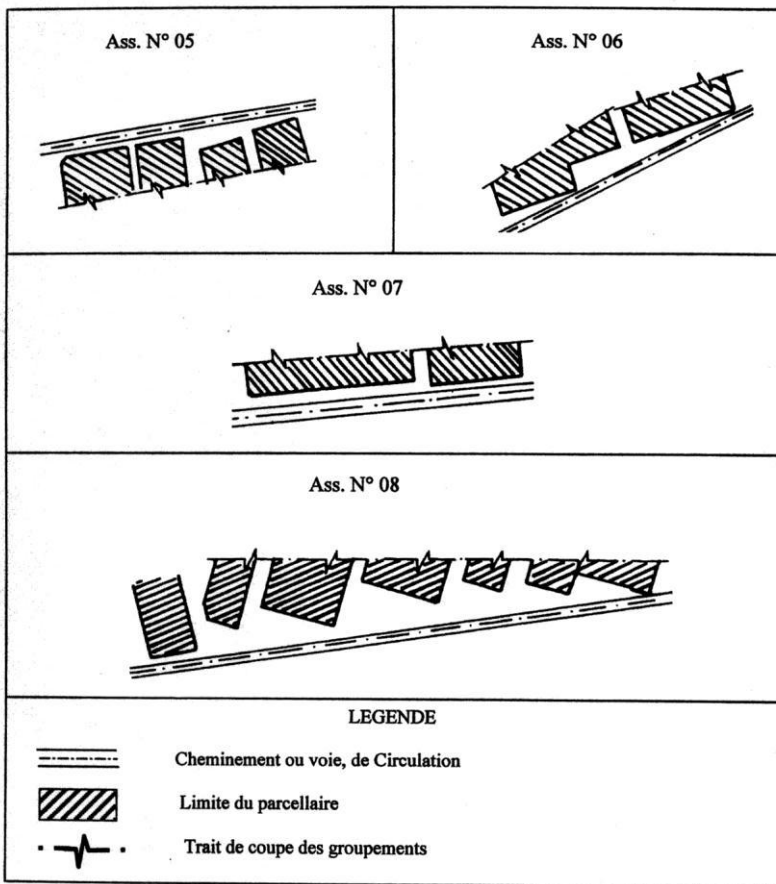 Ass. N° 05
Ass. N° 06
Ass. N° 07
Ass. N° 08
LEGENDE
Cheminement ou voie, de Circulation
Limite du parcellaire
Trait de coupe des groupements